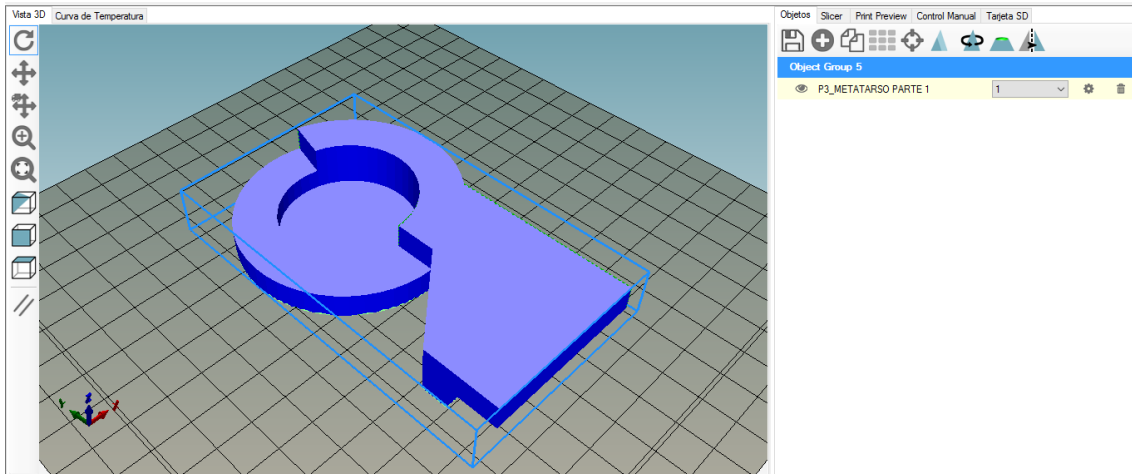 Vista 3D Curva de Temperatura
Objetos Slicer Print Preview Control Manual Tarjeta SD
Object Group 5
P3_METATARSO PARTE 1 1
Y Z X